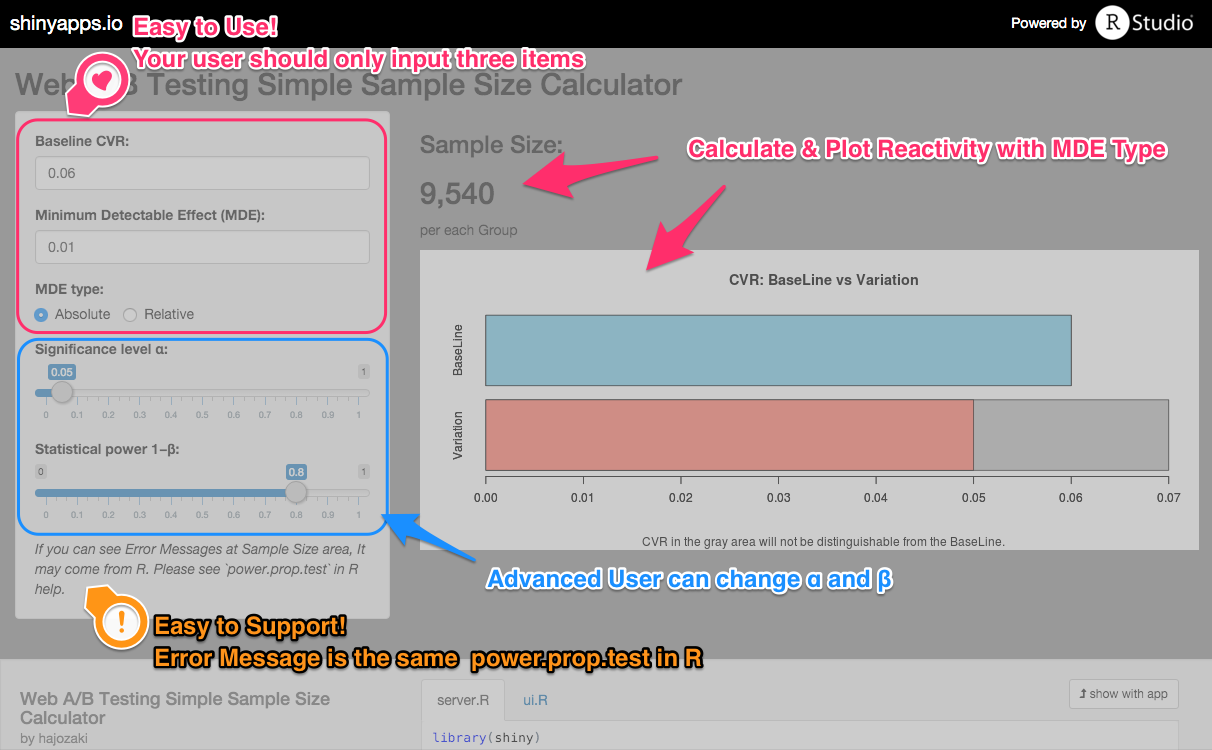 shinyapps.io
Easy to Use!
Powered by R Studio
Your user should only input three items
Web A/B Testing Simple Sample Size Calculator
Baseline CVR:
0.06
Minimum Detectable Effect (MDE):
0.01
MDE type:
Absolute Relative
Significance level α:
0.05 1
0 0.1 0.2 0.3 0.4 0.5 0.6 0.7 0.8 0.9 1
Statistical power 1−β:
0 0.8 1
0 0.1 0.2 0.3 0.4 0.5 0.6 0.7 0.8 0.9 1
If you can see Error Messages at Sample Size area, It
may come from R. Please see `power.prop.test` in R
help.
Sample Size:
9,540
per each Group
Calculate & Plot Reactivity with MDE Type
CVR: BaseLine vs Variation
BaseLine
Variation
0.00 0.01 0.02 0.03 0.04 0.05 0.06 0.07
CVR in the gray area will not be distinguishable from the BaseLine.
Advanced User can change α and β
!
Easy to Support!
Error Message is the same power.prop.test in R
Web A/B Testing Simple Sample Size
Calculator
by hajozaki
server.R ui.R
show with app
library(shiny)